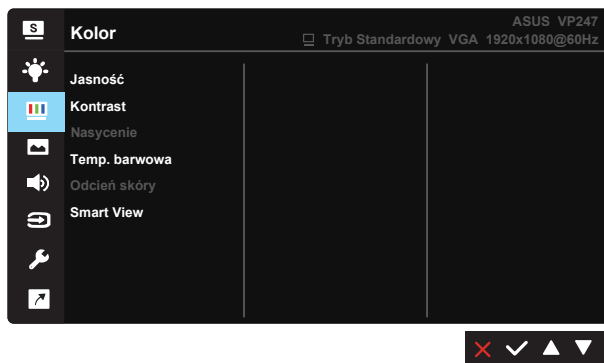 S
Kolor
ASUS VP247
Tryb Standardowy VGA 1920x1080@60Hz
Jasność
Kontrast
Nasycenie
Temp. barwowa
Odcień skóry
Smart View